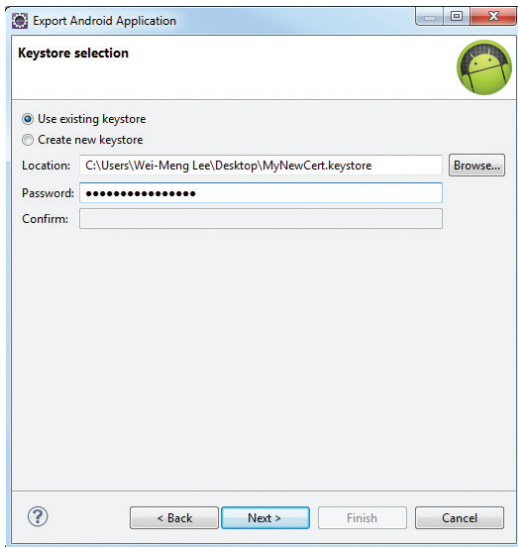 Export Android Application
Keystore selection
Use existing keystore
Create new keystore
Location: C:\Users\Wei-Meng Lee\Desktop\MyNewCert.keystore Browse...
Password: ●●●●●●●●●●●●●●●●
Confirm:
? < Back Next > Finish Cancel